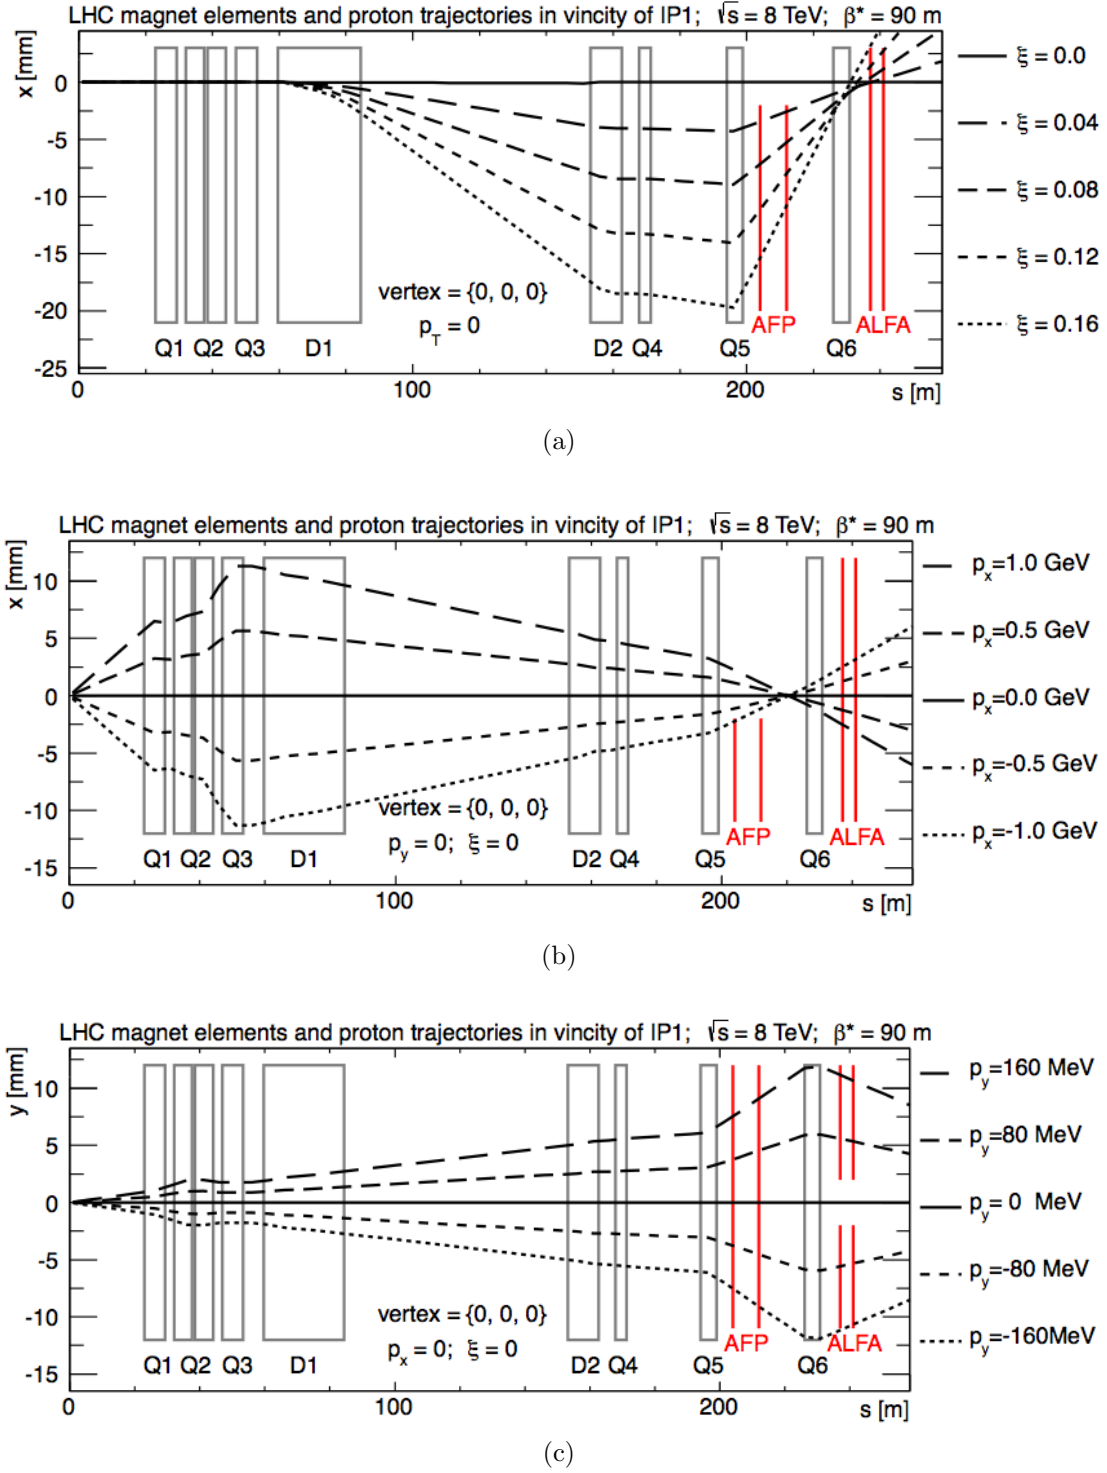 LHC magnet elements and proton trajectories in vincity of IP1; √s = 8 TeV; β* = 90 m
x [mm]
0
-5
-10
-15
-20
-25
ξ = 0.0
ξ = 0.04
ξ = 0.08
ξ = 0.12
ξ = 0.16
vertex = {0, 0, 0}
p_T = 0
AFP
ALFA
Q1 Q2 Q3 D1 D2 Q4 Q5 Q6
0 100 200 s [m]
(a)
LHC magnet elements and proton trajectories in vincity of IP1; √s = 8 TeV; β* = 90 m
x [mm]
10
5
0
-5
-10
-15
p_x=1.0 GeV
p_x=0.5 GeV
p_x=0.0 GeV
p_x=-0.5 GeV
p_x=-1.0 GeV
vertex = {0, 0, 0}
p_y = 0; ξ = 0
AFP
ALFA
Q1 Q2 Q3 D1 D2 Q4 Q5 Q6
0 100 200 s [m]
(b)
LHC magnet elements and proton trajectories in vincity of IP1; √s = 8 TeV; β* = 90 m
y [mm]
10
5
0
-5
-10
-15
p_y=160 MeV
p_y=80 MeV
p_y=0 MeV
p_y=-80 MeV
p_y=-160MeV
vertex = {0, 0, 0}
p_x = 0; ξ = 0
AFP
ALFA
Q1 Q2 Q3 D1 D2 Q4 Q5 Q6
0 100 200 s [m]
(c)